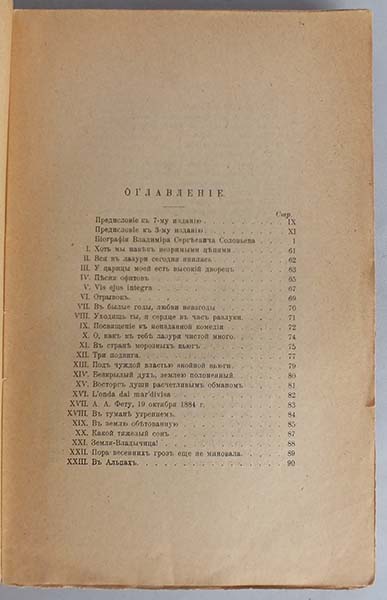 ОГЛАВЛЕНІЕ.
Стр.
Предисловіе къ 7-му изданію IX
Предисловіе къ 3-му изданію XI
Біографія Владиміра Сергѣевича Соловьева 1
I. Хоть мы навѣкъ незримыми цѣпями 61
II. Вся въ лазури сегодня явилась 62
III. У царицы моей есть высокій дворецъ 63
IV. Пѣсня офитовъ 65
V. Vis ejus integra 67
VI. Отрывокъ 69
VII. Въ былые годы, любви невзгоды 70
VIII. Уходишь ты, и сердце въ часъ разлуки 71
IX. Посвященіе къ неизданной комедіи 72
X. О, какъ въ тебѣ лазури чистой много 74
XI. Въ странѣ морозныхъ вьюгъ 75
XII. Три подвига 77
XIII. Подъ чуждой властью знойной вьюги 79
XIV. Безкрылый духъ, землею полоненный 80
XV. Восторгъ души расчетливымъ обманомъ 81
XVI. L'onda dal mar'divisa 82
XVII. А. А. Фету, 19 октября 1884 г. 83
XVIII. Въ туманѣ утреннемъ 84
XIX. Въ землю обѣтованную 85
XX. Какой тяжелый сонъ 87
XXI. Земля-Владычица! 88
XXII. Пора весеннихъ грозъ еще не миновала 89
XXIII. Въ Альпахъ 90